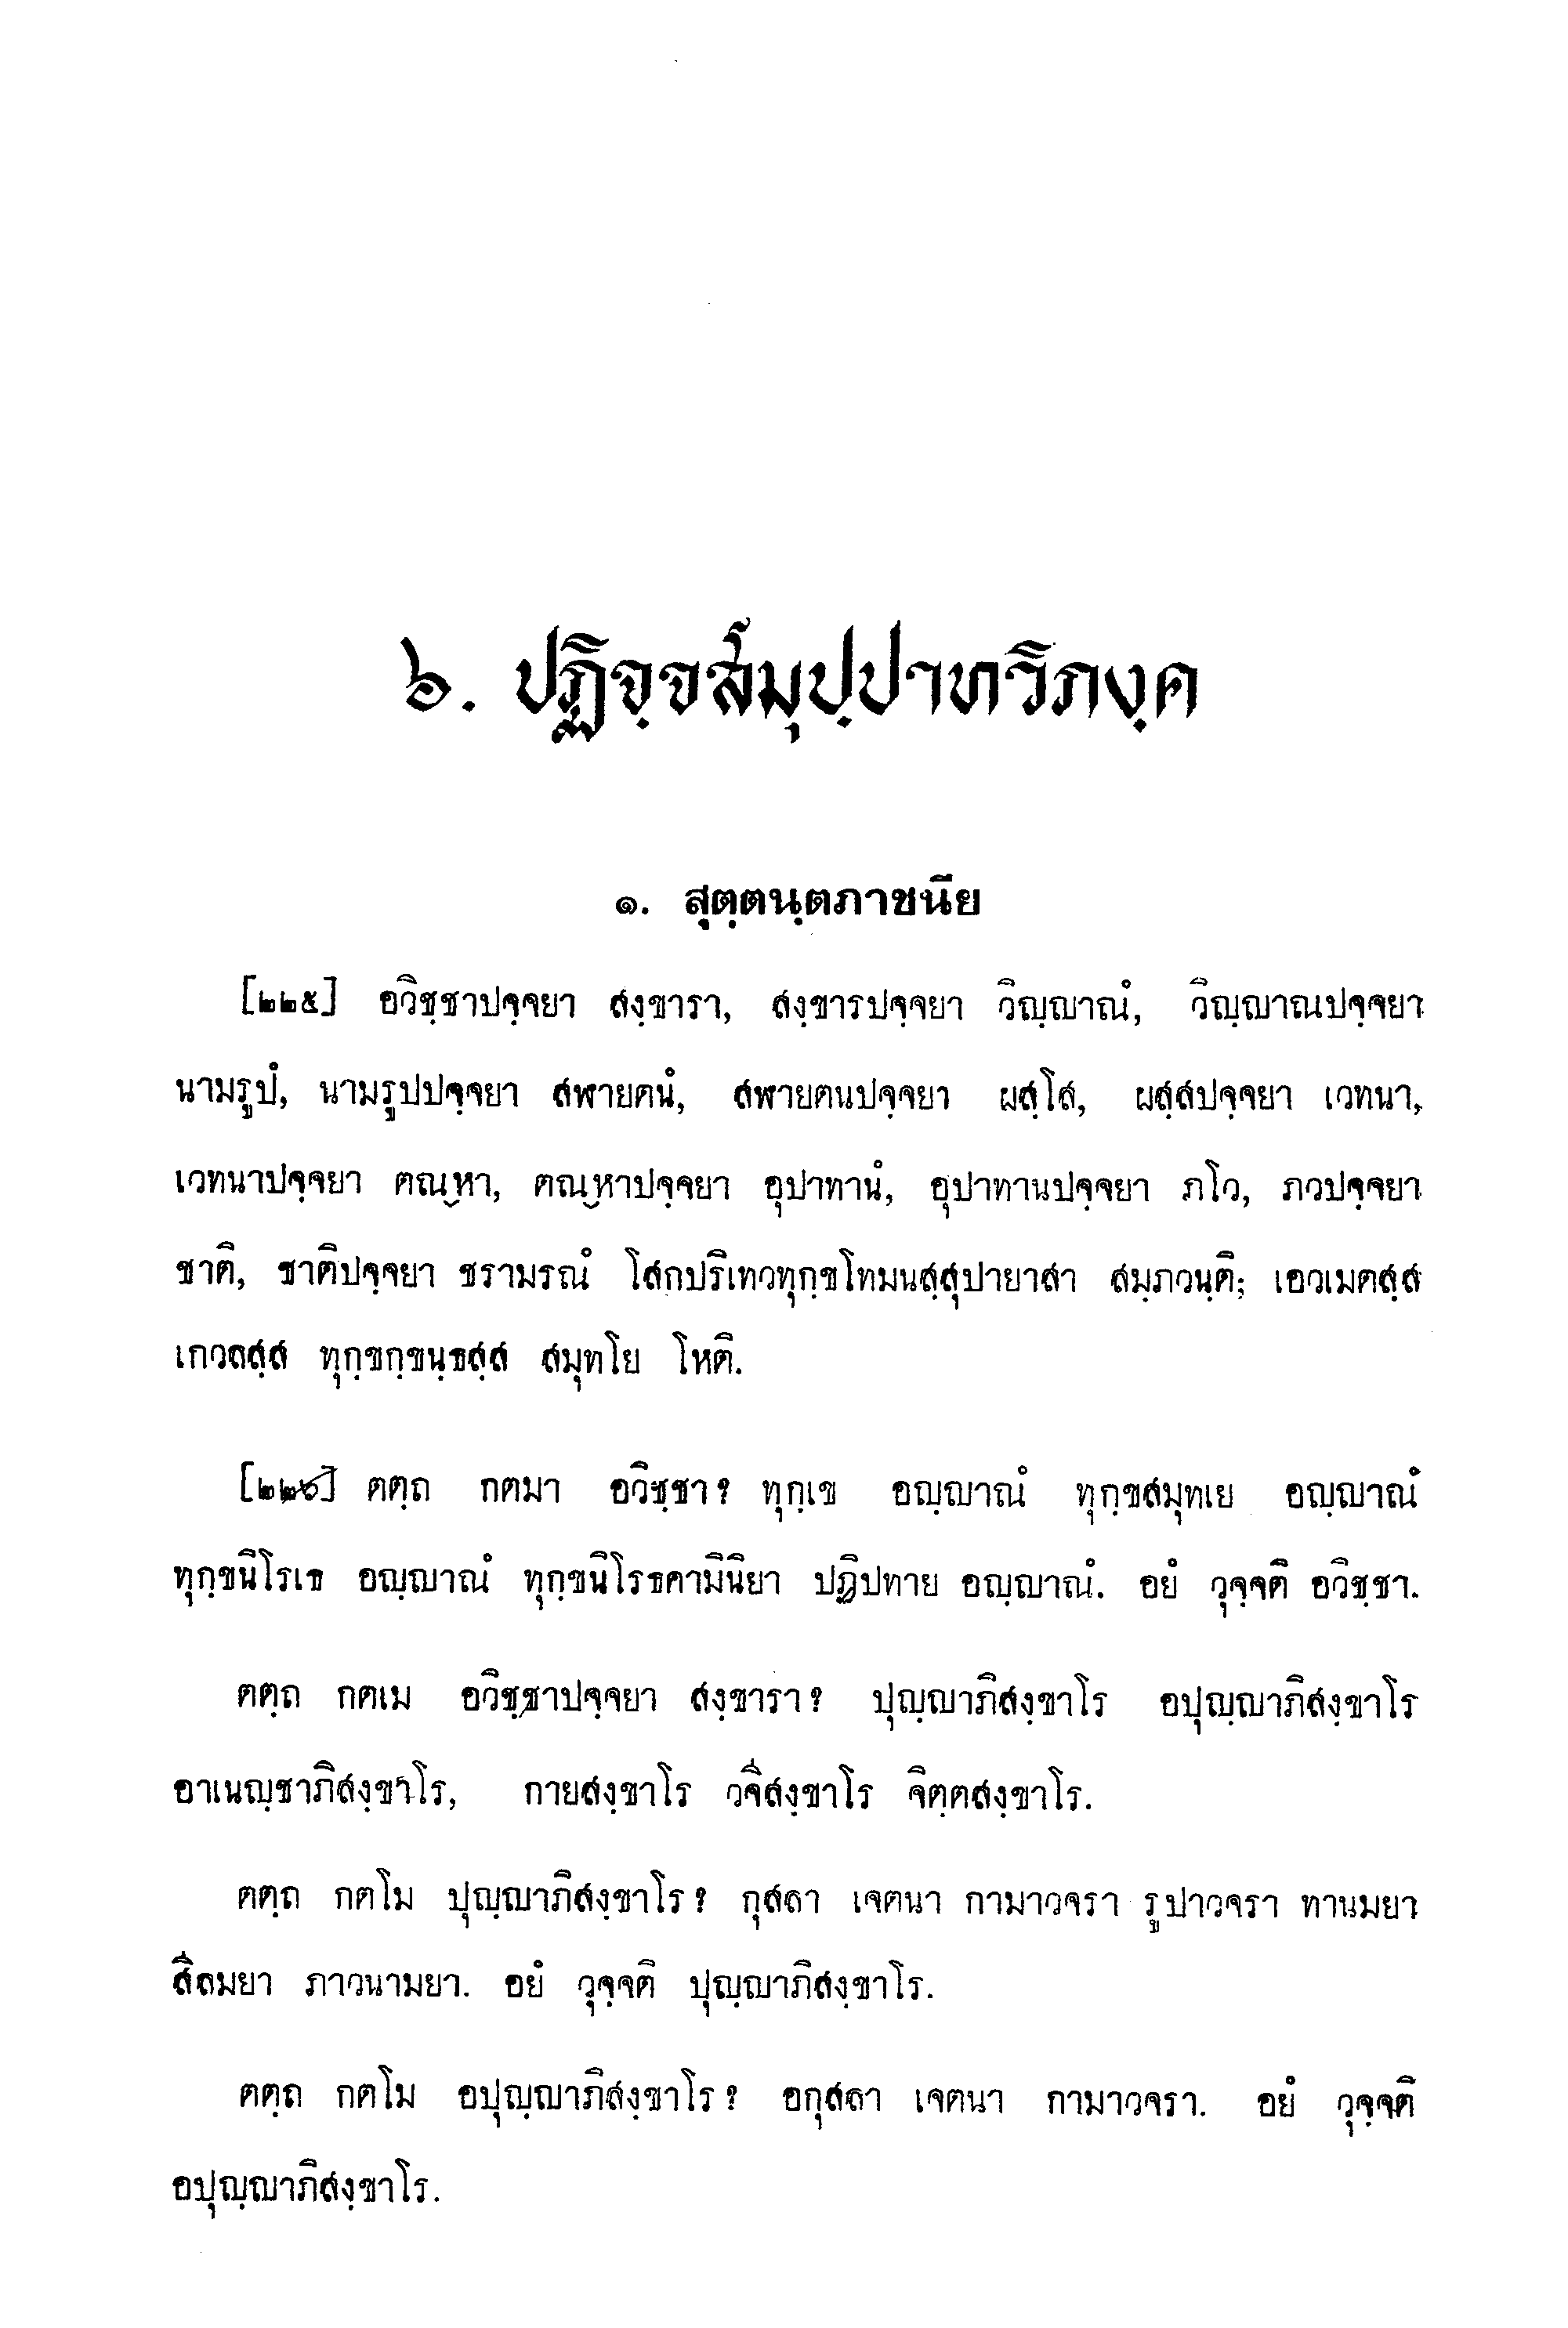 ๖. ปฏิจฺจสมุปฺปาทวิภงฺค
๑. สุตฺตนฺตภาชนีย
[๒๒๕] อวิชฺชาปจฺจยา สงฺขารา, สงฺขารปจฺจยา วิญฺญาณํ, วิญฺญาณปจฺจยา
นามรูปํ, นามรูปปจฺจยา สฬายตนํ, สฬายตนปจฺจยา ผสฺโส, ผสฺสปจฺจยา เวทนา,
เวทนาปจฺจยา ตณฺหา, ตณฺหาปจฺจยา อุปาทานํ, อุปาทานปจฺจยา ภโว, ภวปจฺจยา
ชาติ, ชาติปจฺจยา ชรามรณํ โสกปริเทวทุกฺขโทมนสฺสุปายาสา สมฺภวนฺติ; เอวเมตสฺส
เกวลสฺส ทุกฺขกฺขนฺธสฺส สมุทโย โหติ.
[๒๒๖] ตตฺถ กตมา อวิชฺชา? ทุกฺเข อญฺญาณํ ทุกฺขสมุทเย อญฺญาณํ
ทุกฺขนิโรเธ อญฺญาณํ ทุกฺขนิโรธคามินิยา ปฏิปทาย อญฺญาณํ. อยํ วุจฺจติ อวิชฺชา.
ตตฺถ กตเม อวิชฺชาปจฺจยา สงฺขารา? ปุญฺญาภิสงฺขาโร อปุญฺญาภิสงฺขาโร
อาเนญฺชาภิสงฺขาโร, กายสงฺขาโร วจีสงฺขาโร จิตฺตสงฺขาโร.
ตตฺถ กตโม ปุญฺญาภิสงฺขาโร? กุสลา เจตนา กามาวจรา รูปาวจรา ทานมยา
สีลมยา ภาวนามยา. อยํ วุจฺจติ ปุญฺญาภิสงฺขาโร.
ตตฺถ กตโม อปุญฺญาภิสงฺขาโร? อกุสลา เจตนา กามาวจรา. อยํ วุจฺจติ
อปุญฺญาภิสงฺขาโร.